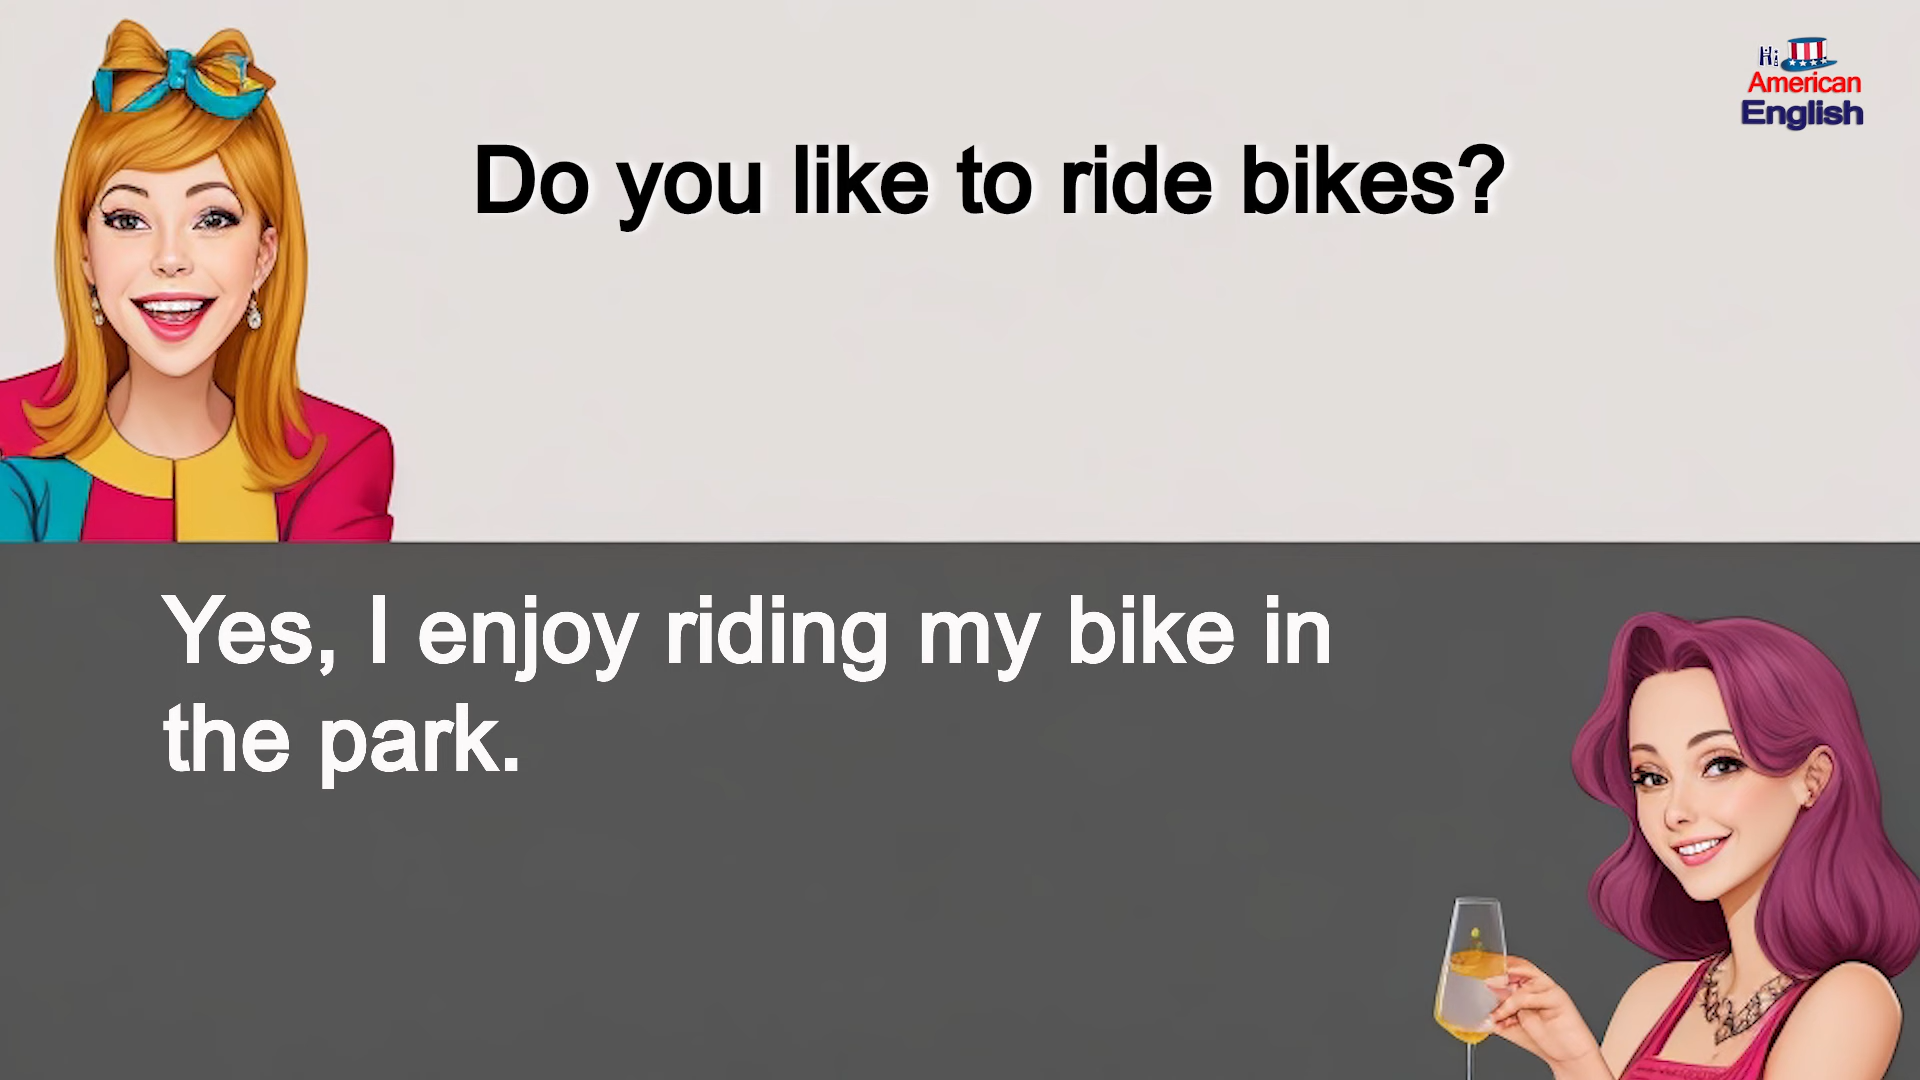 Hi
American
English
Do you like to ride bikes?
Yes, I enjoy riding my bike in
the park.